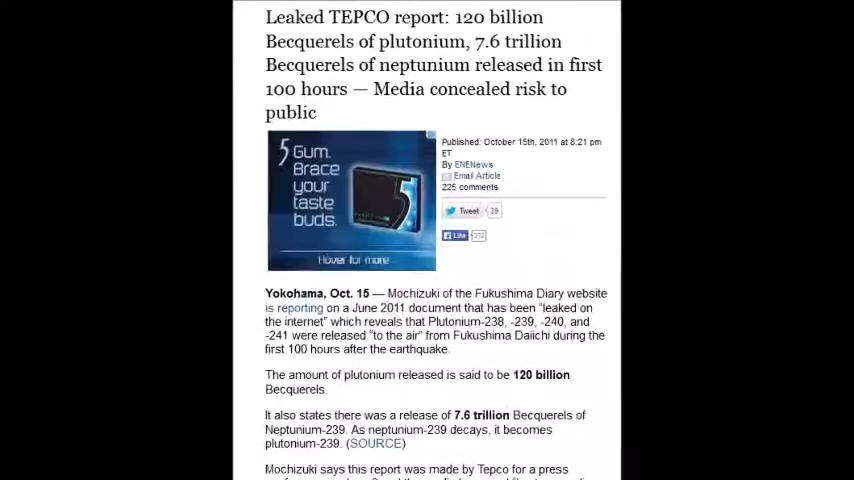 Leaked TEPCO report: 120 billion
Becquerels of plutonium, 7.6 trillion
Becquerels of neptunium released in first
100 hours — Media concealed risk to
public
5 Gum.
Brace
your
taste
buds.
5
Hover for more
Published: October 15th, 2011 at 8:21 pm
ET
By ENENews
Email Article
225 comments
Tweet 39
Like
Yokohama, Oct. 15 — Mochizuki of the Fukushima Diary website
is reporting on a June 2011 document that has been “leaked on
the internet” which reveals that Plutonium-238, -239, -240, and
-241 were released “to the air” from Fukushima Daiichi during the
first 100 hours after the earthquake.
The amount of plutonium released is said to be 120 billion
Becquerels.
It also states there was a release of 7.6 trillion Becquerels of
Neptunium-239. As neptunium-239 decays, it becomes
plutonium-239. (SOURCE)
Mochizuki says this report was made by Tepco for a press